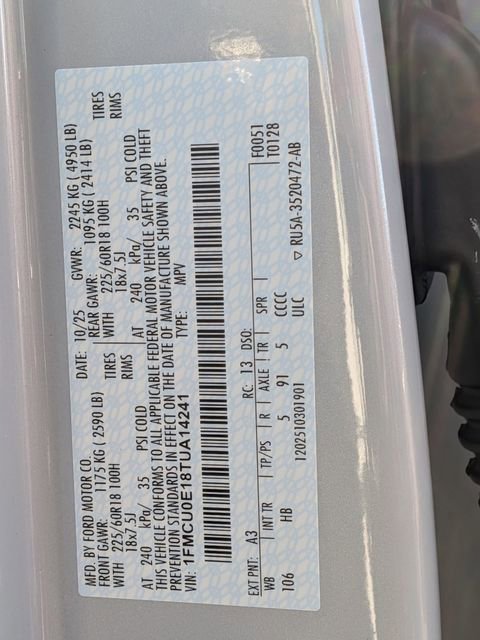 MFD. BY FORD MOTOR CO. DATE: 10/25 GVWR: 2245 KG ( 4950 LB)
FRONT GAWR: 1175 KG ( 2590 LB) REAR GAWR: 1095 KG ( 2414 LB)
WITH 225/60R18 100H TIRES WITH 225/60R18 100H TIRES
18x7.5J RIMS 18x7.5J RIMS
AT 240 kPa/ 35 PSI COLD AT 240 kPa/ 35 PSI COLD
THIS VEHICLE CONFORMS TO ALL APPLICABLE FEDERAL MOTOR VEHICLE SAFETY AND THEFT
PREVENTION STANDARDS IN EFFECT ON THE DATE OF MANUFACTURE SHOWN ABOVE.
VIN: 1FMCU0E18TUA14241 TYPE: MPV
F0051
T0128
EXT PNT: A3 RC: 13 DSO:
WB INT TR TP/PS R AXLE TR SPR
106 HB 5 91 5 CCCC
ULC
1202510301901 ▽ RU5A-3520472-AB